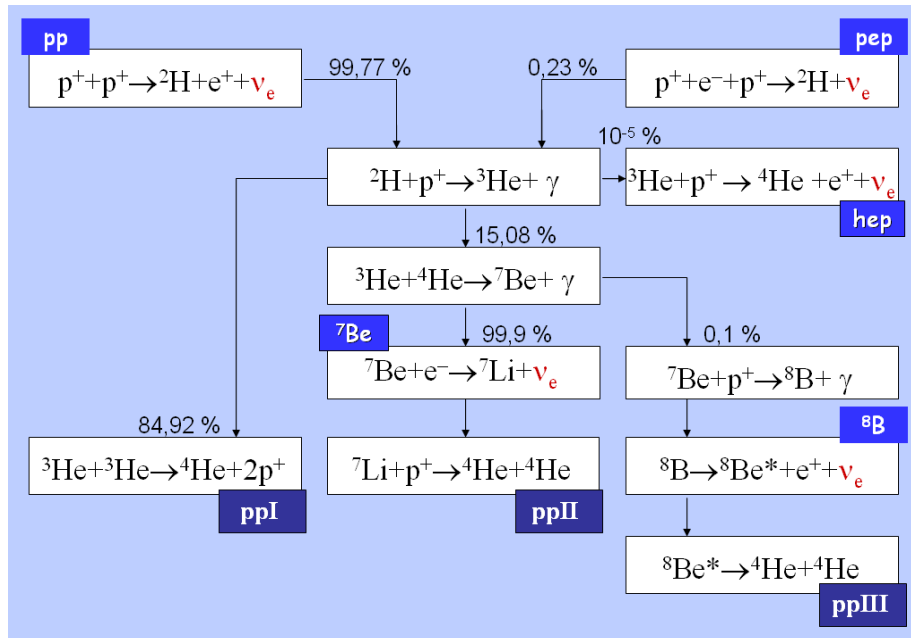 pp
p⁺+p⁺→²H+e⁺+νₑ
99,77 %
0,23 %
pep
p⁺+e⁻+p⁺→²H+νₑ
²H+p⁺→³He+ γ
10⁻⁵ %
³He+p⁺→ ⁴He +e⁺+νₑ
hep
15,08 %
³He+⁴He→⁷Be+ γ
⁷Be
99,9 %
⁷Be+e⁻→⁷Li+νₑ
0,1 %
⁷Be+p⁺→⁸B+ γ
84,92 %
³He+³He→⁴He+2p⁺
ppI
⁷Li+p⁺→⁴He+⁴He
ppII
⁸B
⁸B→⁸Be*+e⁺+νₑ
⁸Be*→⁴He+⁴He
ppIII